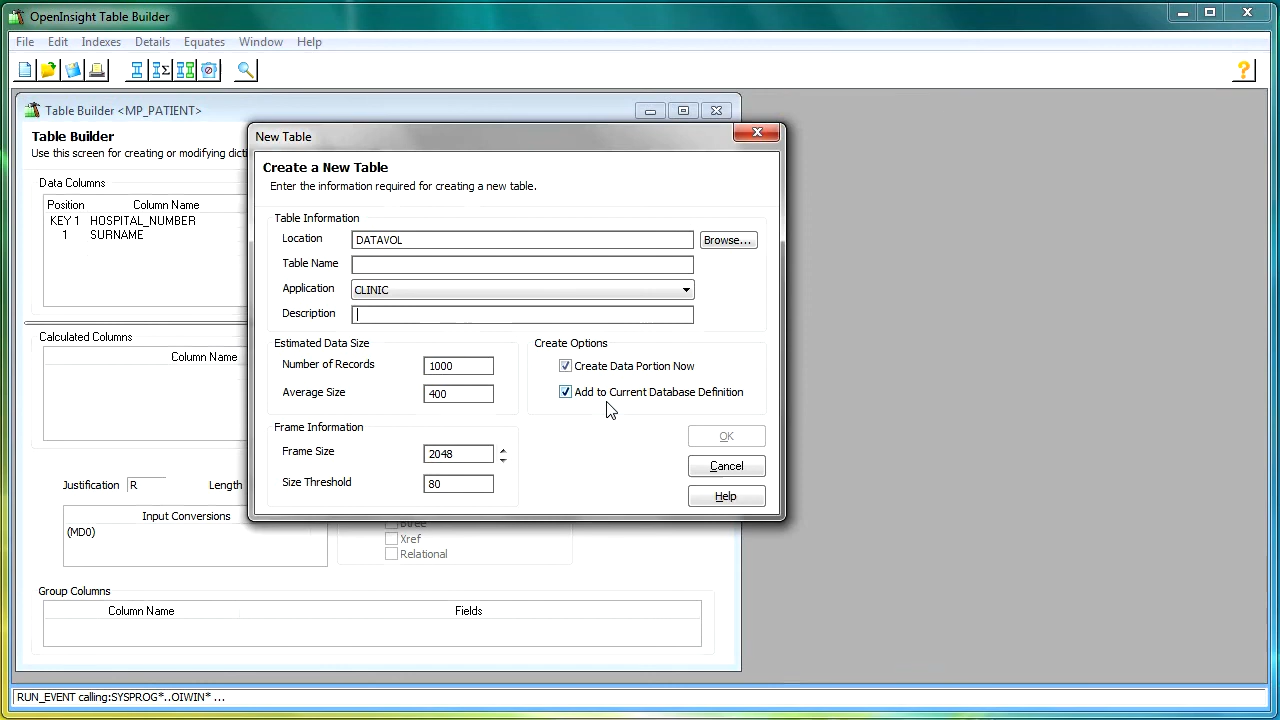 OpenInsight Table Builder
File Edit Indexes Details Equates Window Help
Table Builder <MP_PATIENT>
Table Builder
Use this screen for creating or modifying
Data Columns
Position Column Name
KEY 1 HOSPITAL_NUMBER
1 SURNAME
Calculated Columns
Column Name
Justification R Length
Input Conversions
(MD0)
Btree
Xref
Relational
Group Columns
Column Name Fields
New Table
Create a New Table
Enter the information required for creating a new table.
Table Information
Location DATAVOL Browse...
Table Name
Application CLINIC
Description
Estimated Data Size
Number of Records 1000
Average Size 400
Create Options
Create Data Portion Now
Add to Current Database Definition
Frame Information
Frame Size 2048
Size Threshold 80
OK
Cancel
Help
RUN_EVENT calling:SYSPROG*..OIWIN* ...